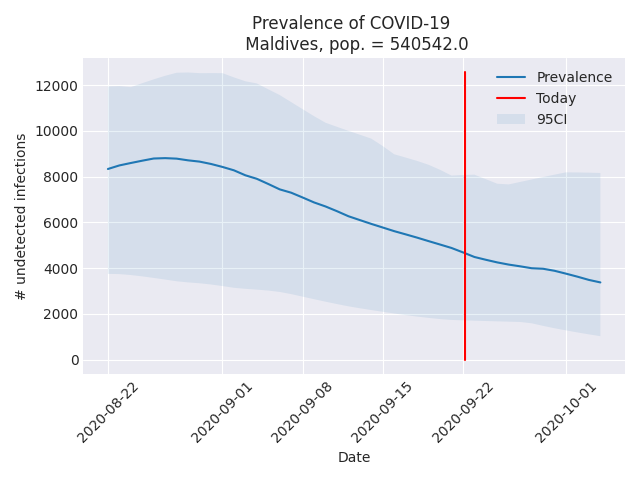 Prevalence of COVID-19
Maldives, pop. = 540542.0
# undetected infections
12000
10000
8000
6000
4000
2000
0
Prevalence
Today
95CI
2020-08-22
2020-09-01
2020-09-08
2020-09-15
2020-09-22
2020-10-01
Date